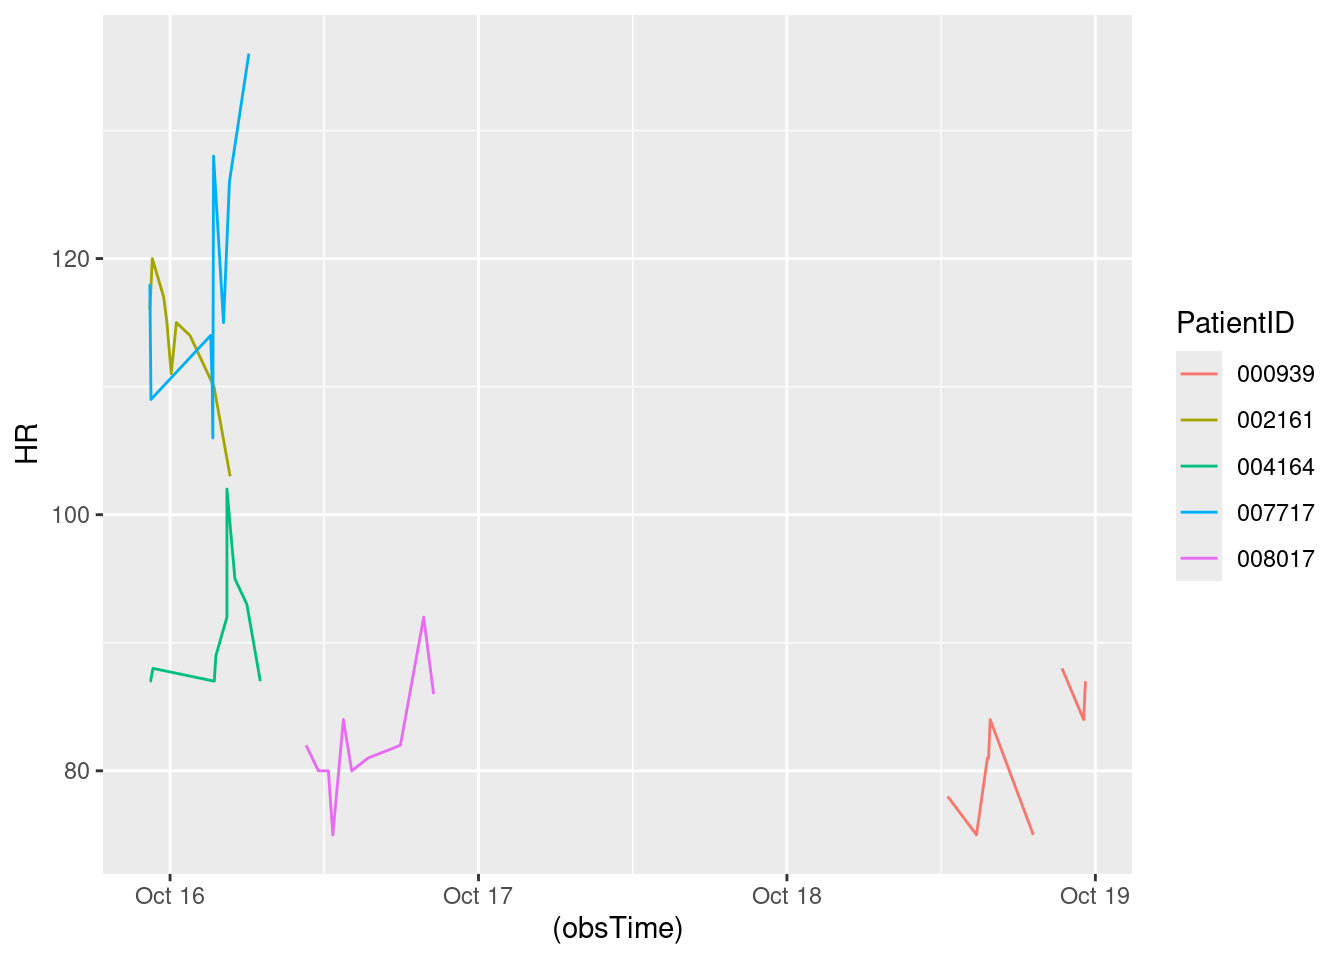 120
100
80
HR
Oct 16
Oct 17
Oct 18
Oct 19
(obsTime)
PatientID
000939
002161
004164
007717
008017